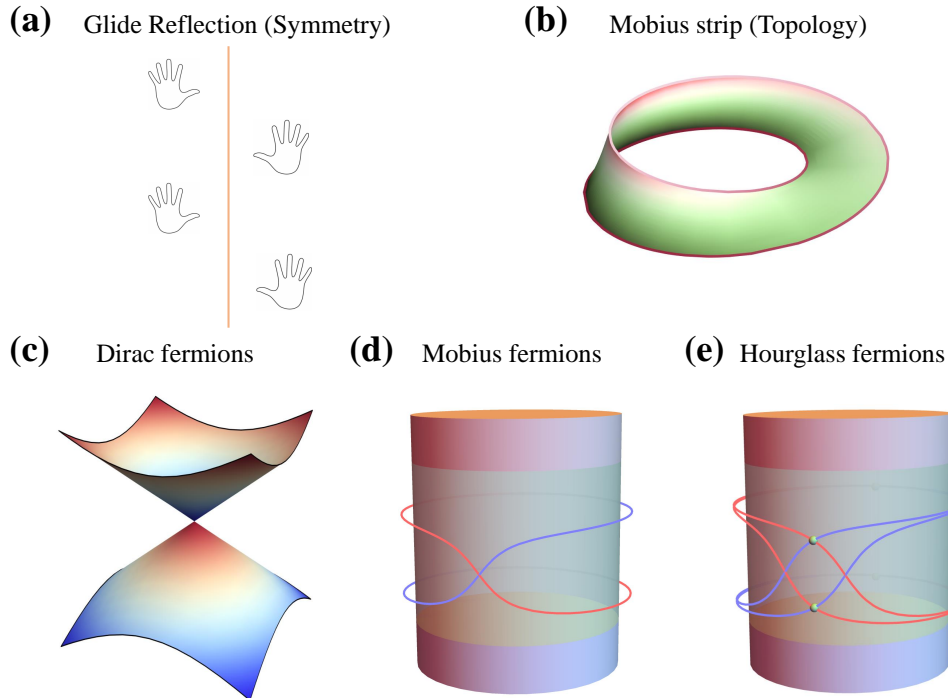 (a) Glide Reflection (Symmetry)
(b) Mobius strip (Topology)
(c) Dirac fermions
(d) Mobius fermions
(e) Hourglass fermions